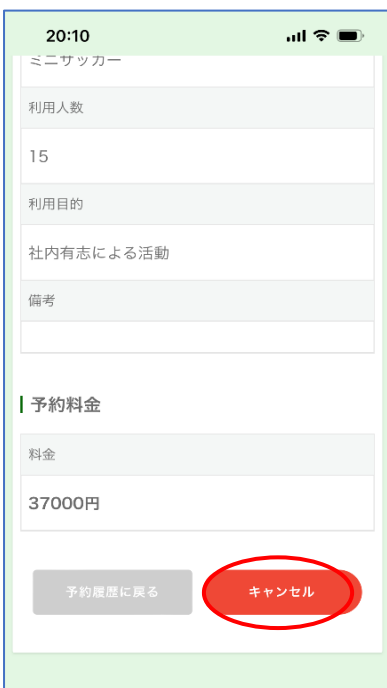 20:10
ミニサッカー
利用人数
15
利用目的
社内有志による活動
備考
予約料金
料金
37000円
予約履歴に戻る
キャンセル